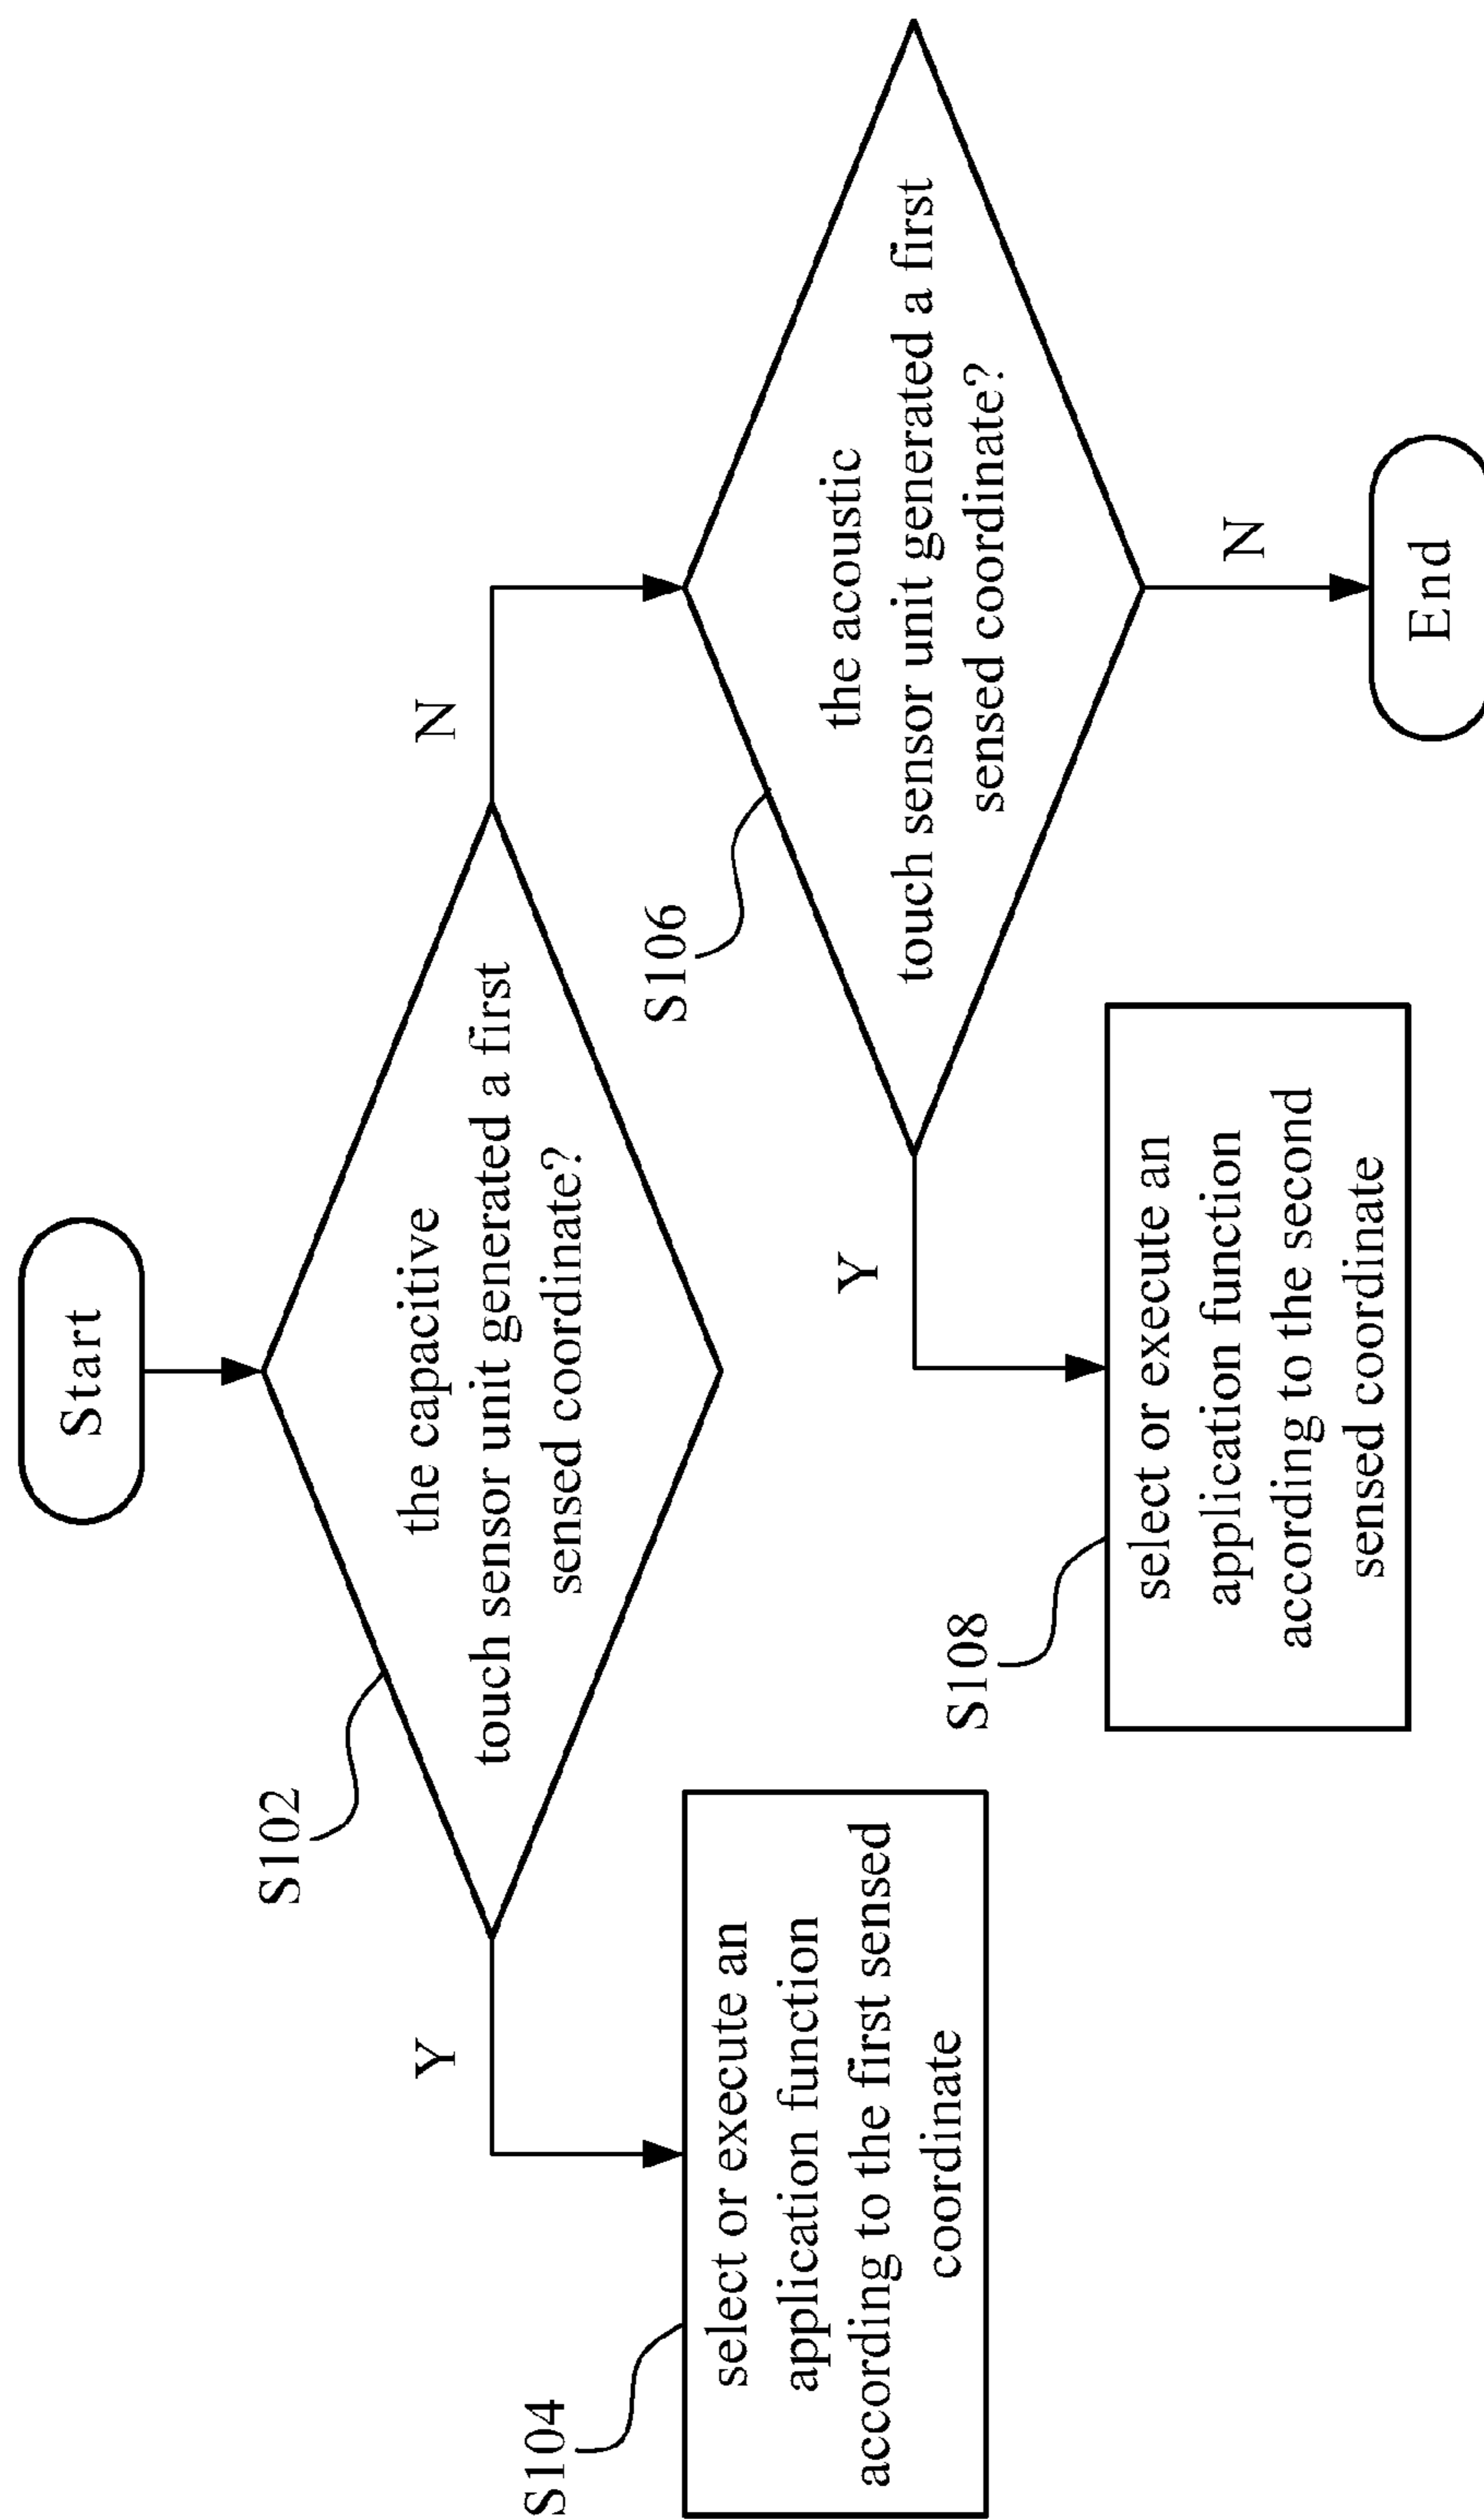 Start
S102
the capacitive
touch sensor unit generated a first
sensed coordinate?
Y
N
S104
select or execute an
application function
according to the first sensed
coordinate
S106
the acoustic
touch sensor unit generated a first
sensed coordinate?
Y
N
S108
select or execute an
application function
according to the second
sensed coordinate
End